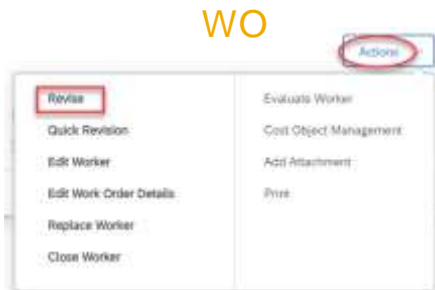 WO
Actions
Revise
Quick Revision
Edit Worker
Edit Work Order Details
Replace Worker
Close Worker
Evaluate Worker
Cost Object Management
Add Attachment
Print